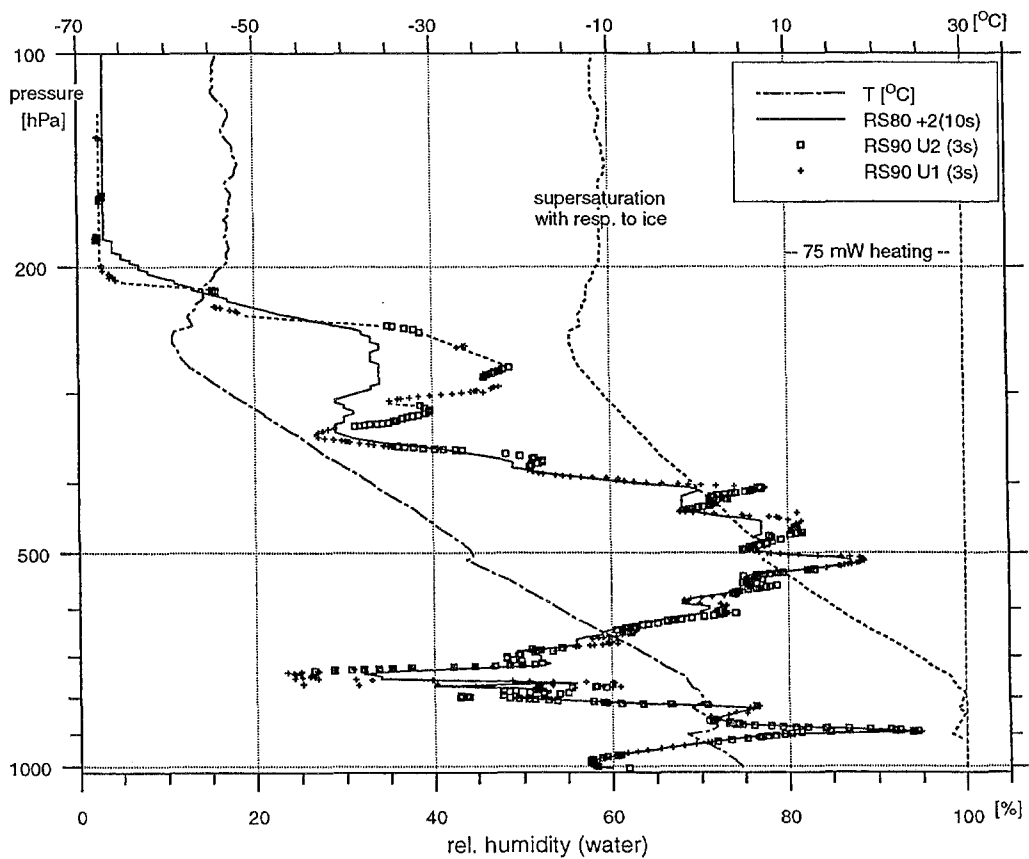 -70 -50 -30 -10 10 30 [°C]
100
pressure
[hPa]
T [°C]
RS80 +2(10s)
RS90 U2 (3s)
RS90 U1 (3s)
supersaturation
with resp. to ice
75 mW heating
200
500
1000
0 20 40 60 80 100 [%]
rel. humidity (water)